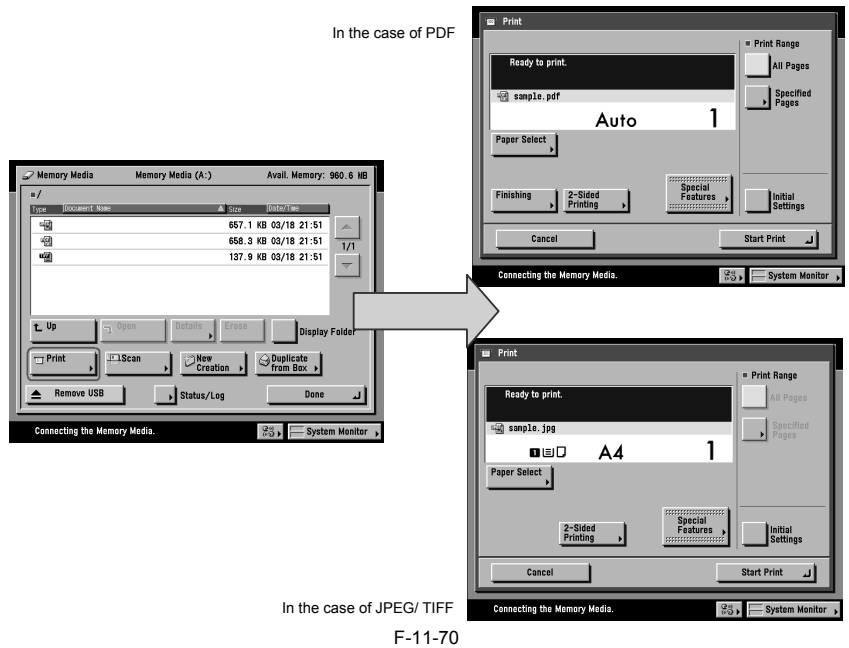 In the case of PDF
Print
Ready to print.
sample.pdf
Auto 1
Paper Select
Finishing
2-Sided
Printing
Special
Features
Cancel
Start Print
Print Range
All Pages
Specified
Pages
Initial
Settings
Connecting the Memory Media.
System Monitor
Memory Media Memory Media (A:) Avail. Memory: 960.6 MB
/
Type Document Name Size Date/Time
657.1 KB 03/18 21:51
658.3 KB 03/18 21:51
137.9 KB 03/18 21:51
1/1
Up Open Details Erase Display Folder
Print Scan New
Creation
Duplicate
from Box
Remove USB Status/Log Done
Connecting the Memory Media. System Monitor
Print
Ready to print.
sample.jpg
1 A4 1
Paper Select
2-Sided
Printing
Special
Features
Cancel
Start Print
Print Range
All Pages
Specified
Pages
Initial
Settings
Connecting the Memory Media.
System Monitor
In the case of JPEG/ TIFF
F-11-70